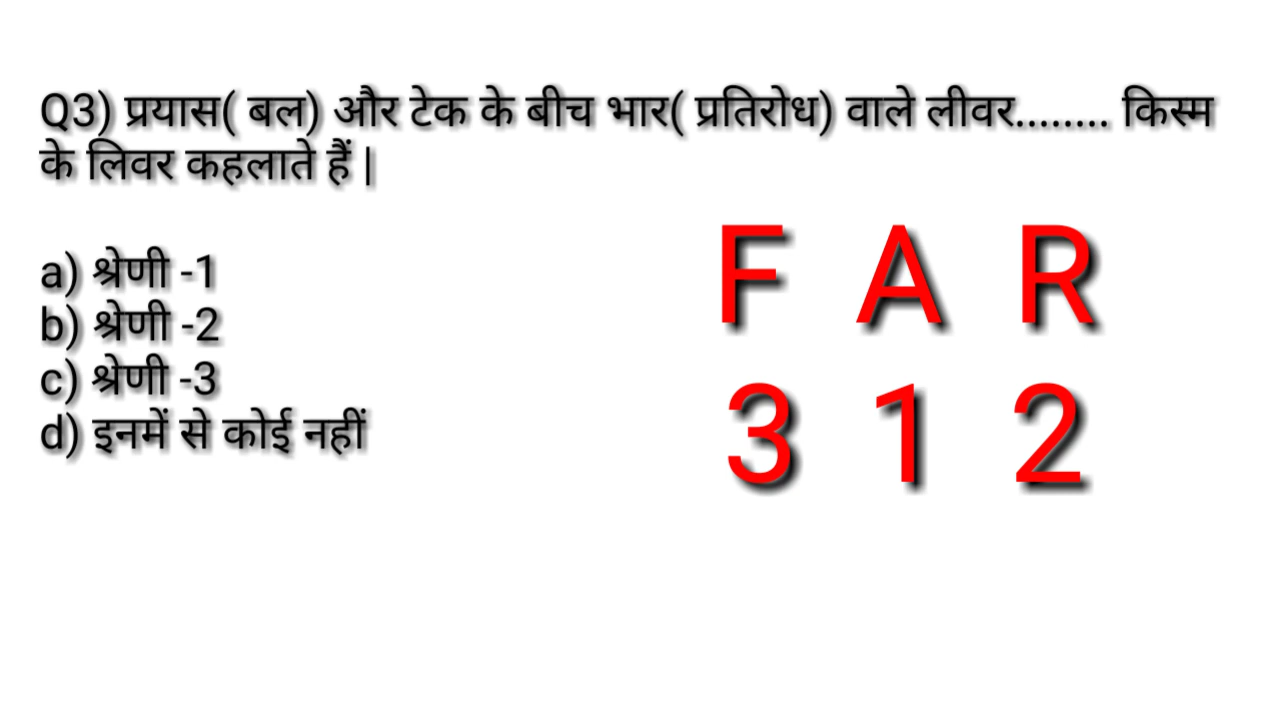 Q3) प्रयास( बल) और टेक के बीच भार( प्रतिरोध) वाले लीवर........ किस्म
के लिवर कहलाते हैं |
a) श्रेणी -1
b) श्रेणी -2
c) श्रेणी -3
d) इनमें से कोई नहीं
F A R
3 1 2